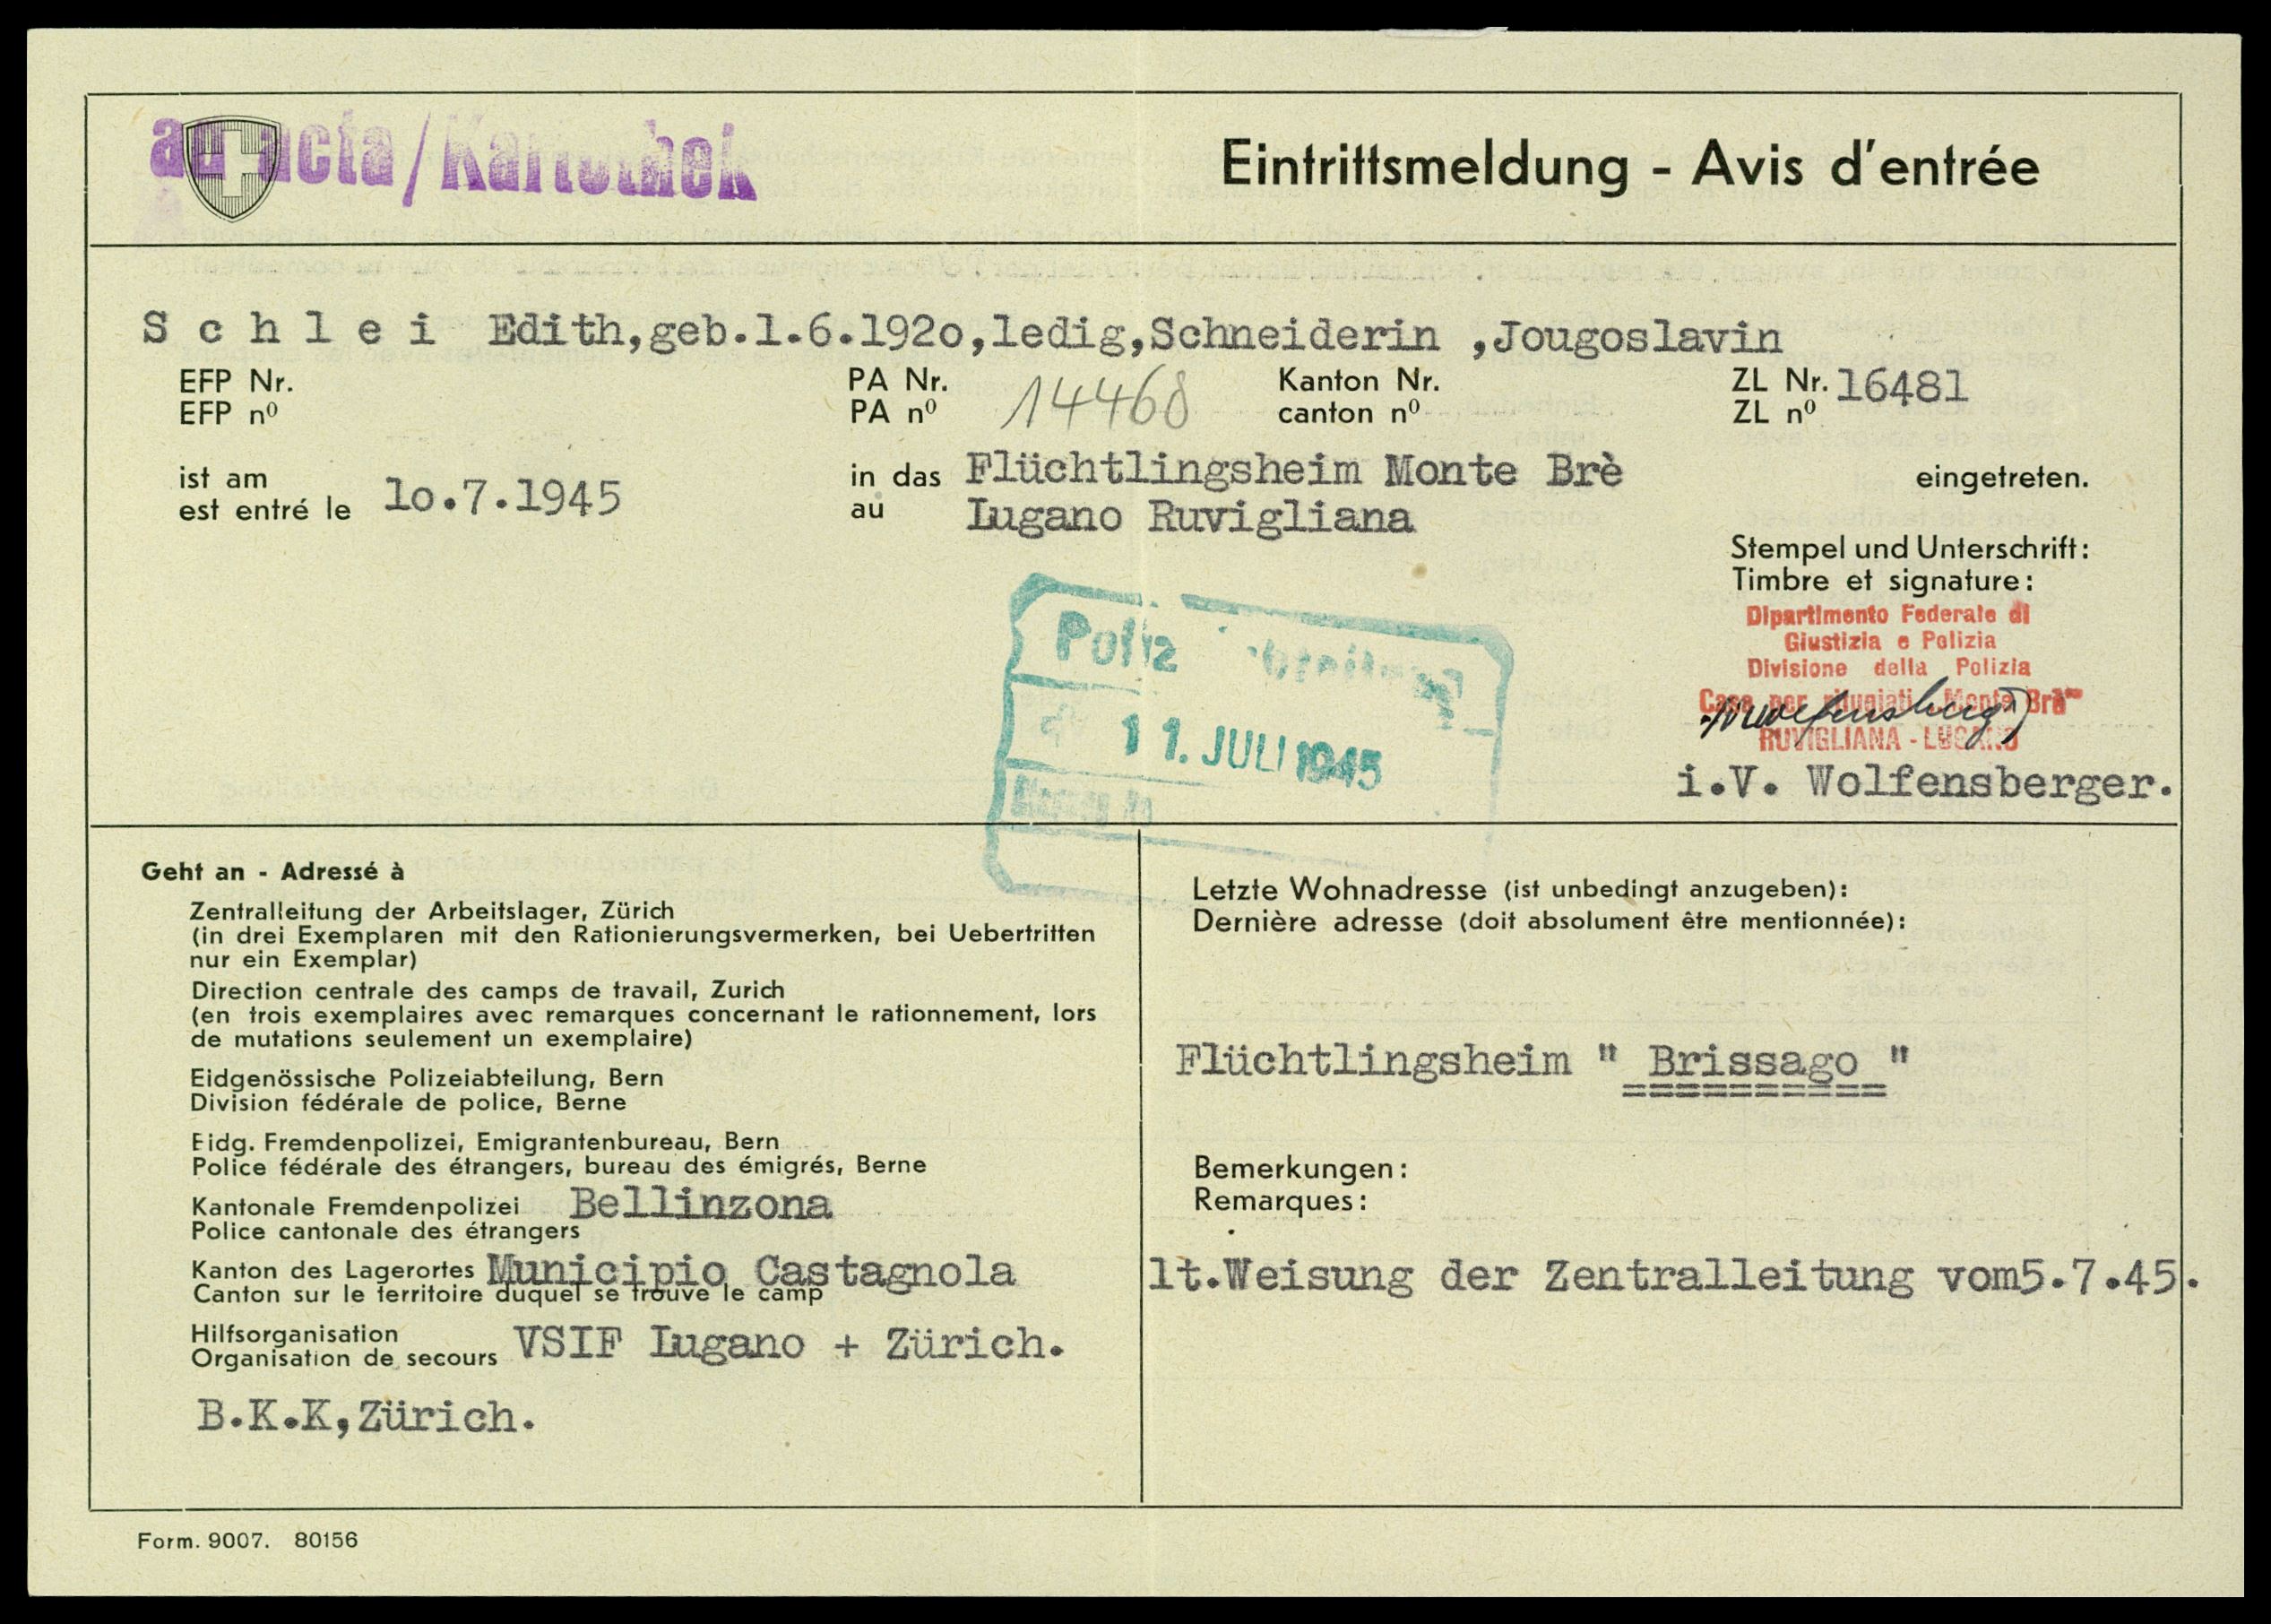 ad acta/Kartothek
Eintrittsmeldung - Avis d'entrée
S c h l e i Edith,geb.1.6.192o,ledig,Schneiderin ,Jougoslavin
EFP Nr.
EFP nº
PA Nr.
PA nº
14468
Kanton Nr.
canton nº
ZL Nr.
ZL nº
16481
ist am
est entré le
1o.7.1945
in das
au
Flüchtlingsheim Monte Brè
Lugano Ruvigliana
eingetreten.
Stempel und Unterschrift:
Timbre et signature:
Dipartimento Federale di
Giustizia e Polizia
Divisione della Polizia
Casa per rifugiati „Monte Brè"
RUVIGLIANA - LUGANO
i.V. Wolfensberger.
11. JULI 1945
Geht an - Adressé à
Zentralleitung der Arbeitslager, Zürich
(in drei Exemplaren mit den Rationierungsvermerken, bei Uebertritten
nur ein Exemplar)
Direction centrale des camps de travail, Zurich
(en trois exemplaires avec remarques concernant le rationnement, lors
de mutations seulement un exemplaire)
Eidgenössische Polizeiabteilung, Bern
Division fédérale de police, Berne
Eidg. Fremdenpolizei, Emigrantenbureau, Bern
Police fédérale des étrangers, bureau des émigrés, Berne
Kantonale Fremdenpolizei Bellinzona
Police cantonale des étrangers
Kanton des Lagerortes Municipio Castagnola
Canton sur le territoire duquel se trouve le camp
Hilfsorganisation
Organisation de secours
VSIF Lugano + Zürich.
B.K.K,Zürich.
Letzte Wohnadresse (ist unbedingt anzugeben):
Dernière adresse (doit absolument être mentionnée):
Flüchtlingsheim " Brissago "
==========
Bemerkungen:
Remarques:
lt.Weisung der Zentralleitung vom5.7.45.
Form. 9007. 80156